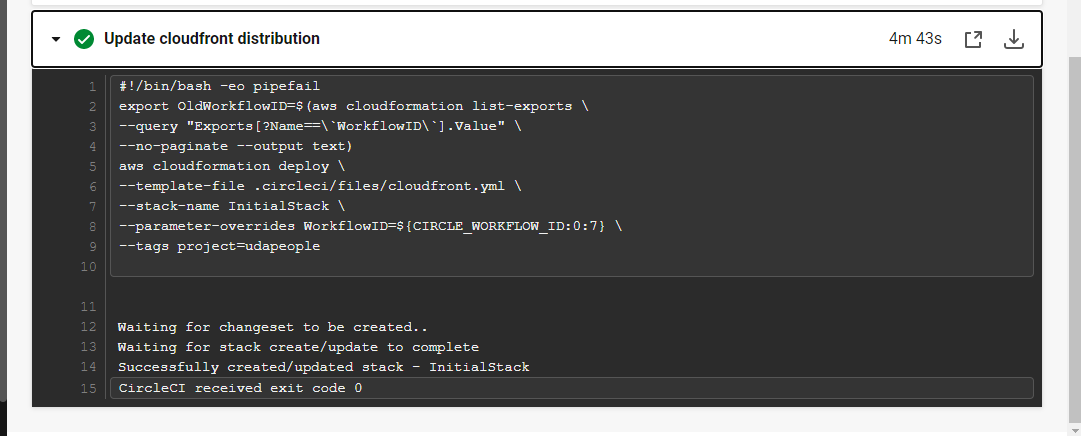 Update cloudfront distribution 4m 43s
1 #!/bin/bash -eo pipefail
2 export OldWorkflowID=$(aws cloudformation list-exports \
3 --query "Exports[?Name==\`WorkflowID\`].Value" \
4 --no-paginate --output text)
5 aws cloudformation deploy \
6 --template-file .circleci/files/cloudfront.yml \
7 --stack-name InitialStack \
8 --parameter-overrides WorkflowID=${CIRCLE_WORKFLOW_ID:0:7} \
9 --tags project=udapeople
10
11
12 Waiting for changeset to be created..
13 Waiting for stack create/update to complete
14 Successfully created/updated stack - InitialStack
15 CircleCI received exit code 0